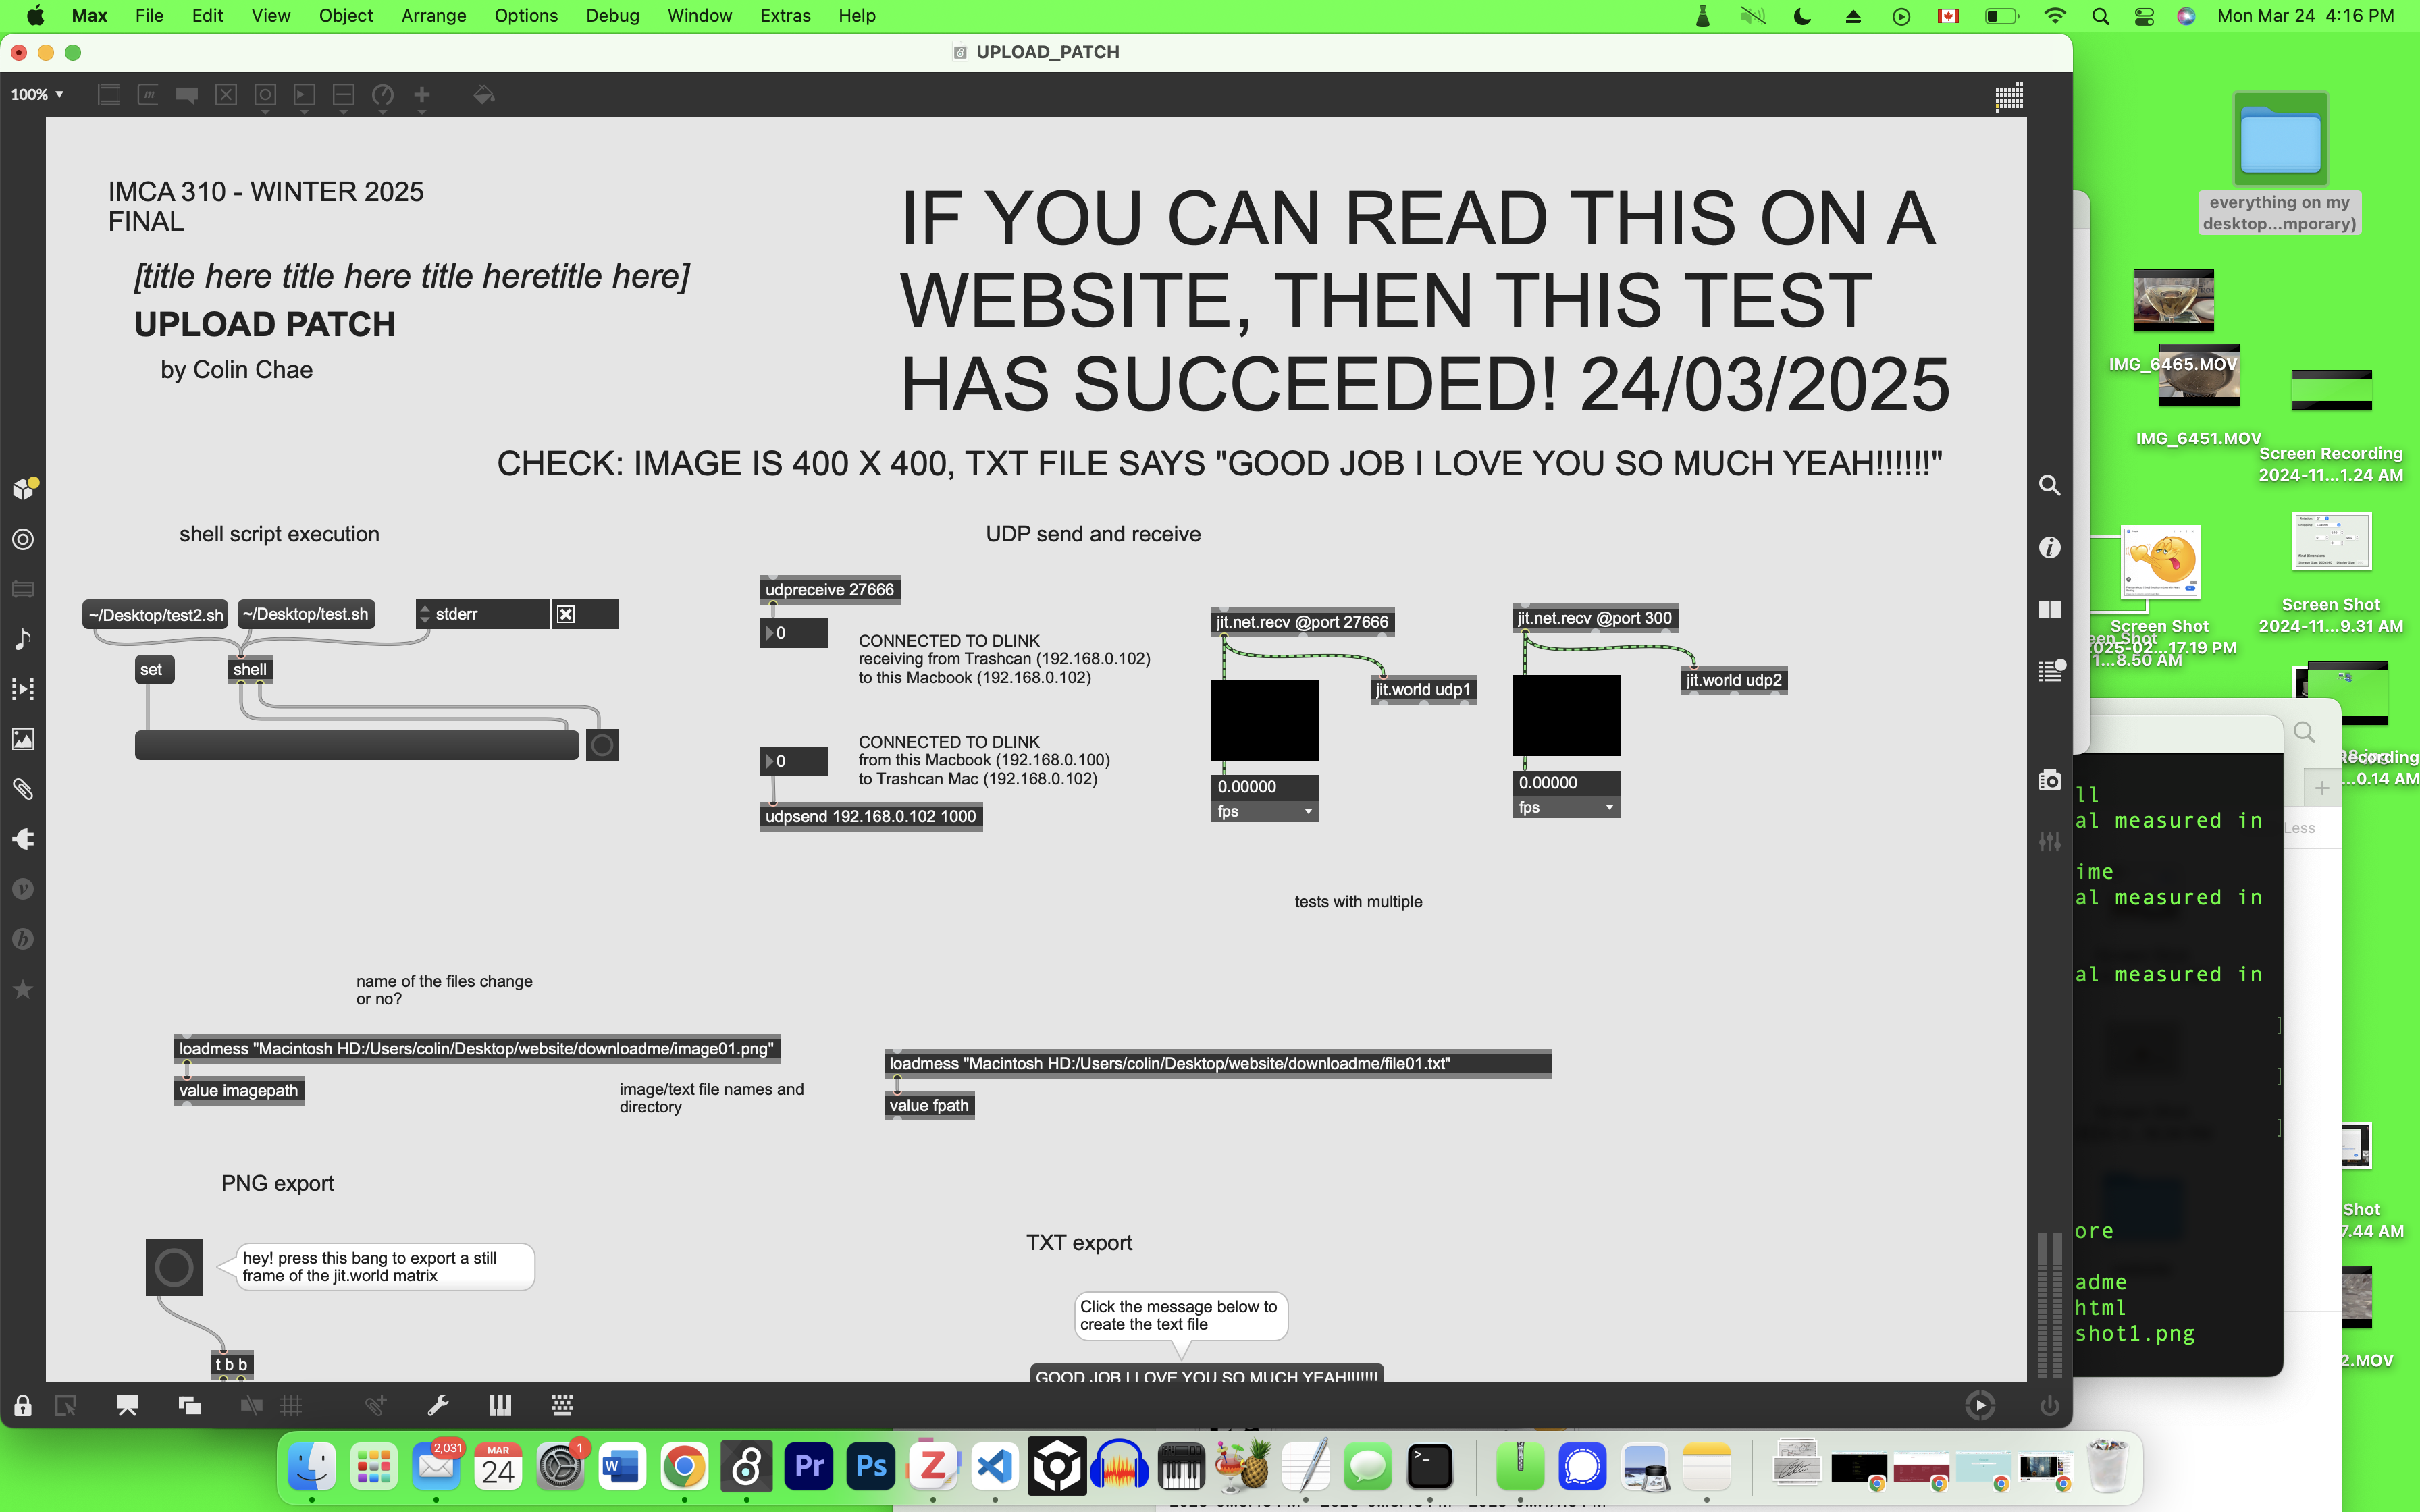 Max File Edit View Object Arrange Options Debug Window Extras Help
Mon Mar 24 4:16 PM
UPLOAD_PATCH
100%
IMCA 310 - WINTER 2025
FINAL
[title here title here title heretitle here]
UPLOAD PATCH
by Colin Chae
IF YOU CAN READ THIS ON A
WEBSITE, THEN THIS TEST
HAS SUCCEEDED! 24/03/2025
CHECK: IMAGE IS 400 X 400, TXT FILE SAYS "GOOD JOB I LOVE YOU SO MUCH YEAH!!!!!!"
shell script execution
~/Desktop/test2.sh
~/Desktop/test.sh
stderr
set
shell
UDP send and receive
udpreceive 27666
0
CONNECTED TO DLINK
receiving from Trashcan (192.168.0.102)
to this Macbook (192.168.0.102)
0
CONNECTED TO DLINK
from this Macbook (192.168.0.100)
to Trashcan Mac (192.168.0.102)
udpsend 192.168.0.102 1000
jit.net.recv @port 27666
jit.world udp1
0.00000
fps
jit.net.recv @port 300
jit.world udp2
0.00000
fps
tests with multiple
name of the files change
or no?
loadmess "Macintosh HD:/Users/colin/Desktop/website/downloadme/image01.png"
value imagepath
image/text file names and
directory
loadmess "Macintosh HD:/Users/colin/Desktop/website/downloadme/file01.txt"
value fpath
PNG export
hey! press this bang to export a still
frame of the jit.world matrix
t b b
TXT export
Click the message below to
create the text file
GOOD JOB I LOVE YOU SO MUCH YEAH!!!!!!!
everything on my
desktop...mporary)
IMG_6465.MOV
IMG_6451.MOV
Screen Recording
2024-11...1.24 AM
Screen Shot
2024-11...9.31 AM
Screen Shot
025-02...17.19 PM
1...8.50 AM
Recording
...0.14 AM
Less
ll
al measured in
ime
al measured in
al measured in
ore
adme
html
shot1.png
Shot
7.44 AM
2.MOV
2,031
MAR
24
1
W
Pr
Ps
Z